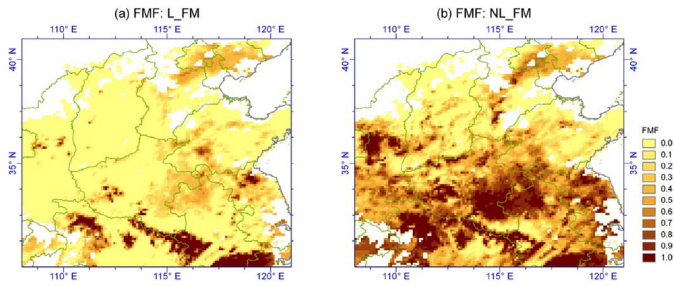 (a) FMF: L_FM
(b) FMF: NL_FM
110° E 115° E 120° E
110° E 115° E 120° E
40° N
35° N
40° N
35° N
110° E 115° E 120° E
110° E 115° E 120° E
FMF
0.0
0.1
0.2
0.3
0.4
0.5
0.6
0.7
0.8
0.9
1.0